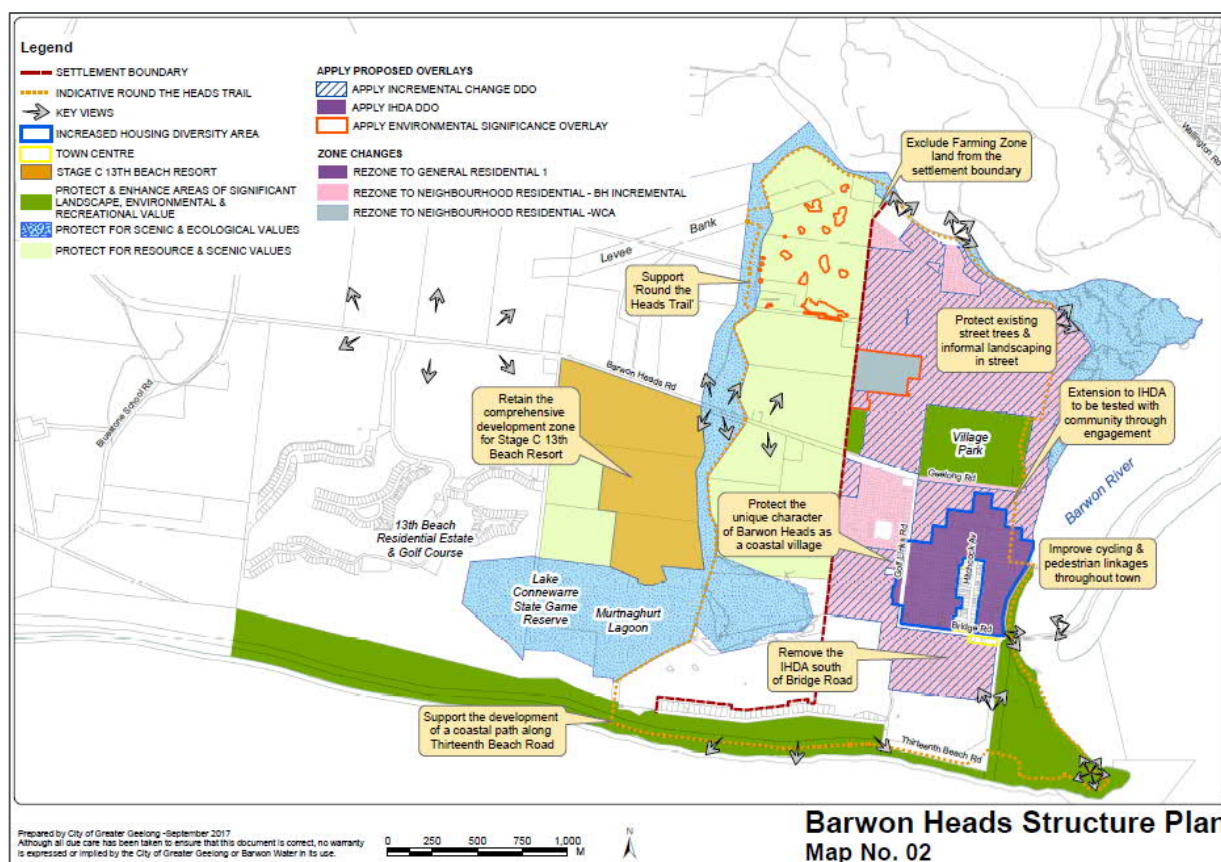 Legend
SETTLEMENT BOUNDARY
INDICATIVE ROUND THE HEADS TRAIL
KEY VIEWS
INCREASED HOUSING DIVERSITY AREA
TOWN CENTRE
STAGE C 13TH BEACH RESORT
PROTECT & ENHANCE AREAS OF SIGNIFICANT
LANDSCAPE, ENVIRONMENTAL &
RECREATIONAL VALUE
PROTECT FOR SCENIC & ECOLOGICAL VALUES
PROTECT FOR RESOURCE & SCENIC VALUES
APPLY PROPOSED OVERLAYS
APPLY INCREMENTAL CHANGE DDO
APPLY IHDA DDO
APPLY ENVIRONMENTAL SIGNIFICANCE OVERLAY
ZONE CHANGES
REZONE TO GENERAL RESIDENTIAL 1
REZONE TO NEIGHBOURHOOD RESIDENTIAL - BH INCREMENTAL
REZONE TO NEIGHBOURHOOD RESIDENTIAL -WCA
Exclude Farming Zone
land from the
settlement boundary
Wallington Rd
Levee Bank
Support
'Round the
Heads Trail'
Protect existing
street trees &
informal landscaping
in street
Barwon Heads Rd
Bluestone School Rd
Retain the
comprehensive
development zone
for Stage C 13th
Beach Resort
Extension to IHDA
to be tested with
community through
engagement
Village
Park
Geelong Rd
Barwon River
Protect the
unique character
of Barwon Heads as
a coastal village
Golf Links Rd
Hitchcock Av
13th Beach
Residential Estate
& Golf Course
Improve cycling &
pedestrian linkages
throughout town
Lake
Connewarre
State Game
Reserve
Murtnaghurt
Lagoon
Bridge Rd
Remove the
IHDA south
of Bridge Road
Support the development
of a coastal path along
Thirteenth Beach Road
Thirteenth Beach Rd
Prepared by City of Greater Geelong -September 2017
Although all due care has been taken to ensure that this document is correct, no warranty
is expressed or implied by the City of Greater Geelong or Barwon Water in its use.
0 250 500 750 1,000
M
N
Barwon Heads Structure Plan
Map No. 02